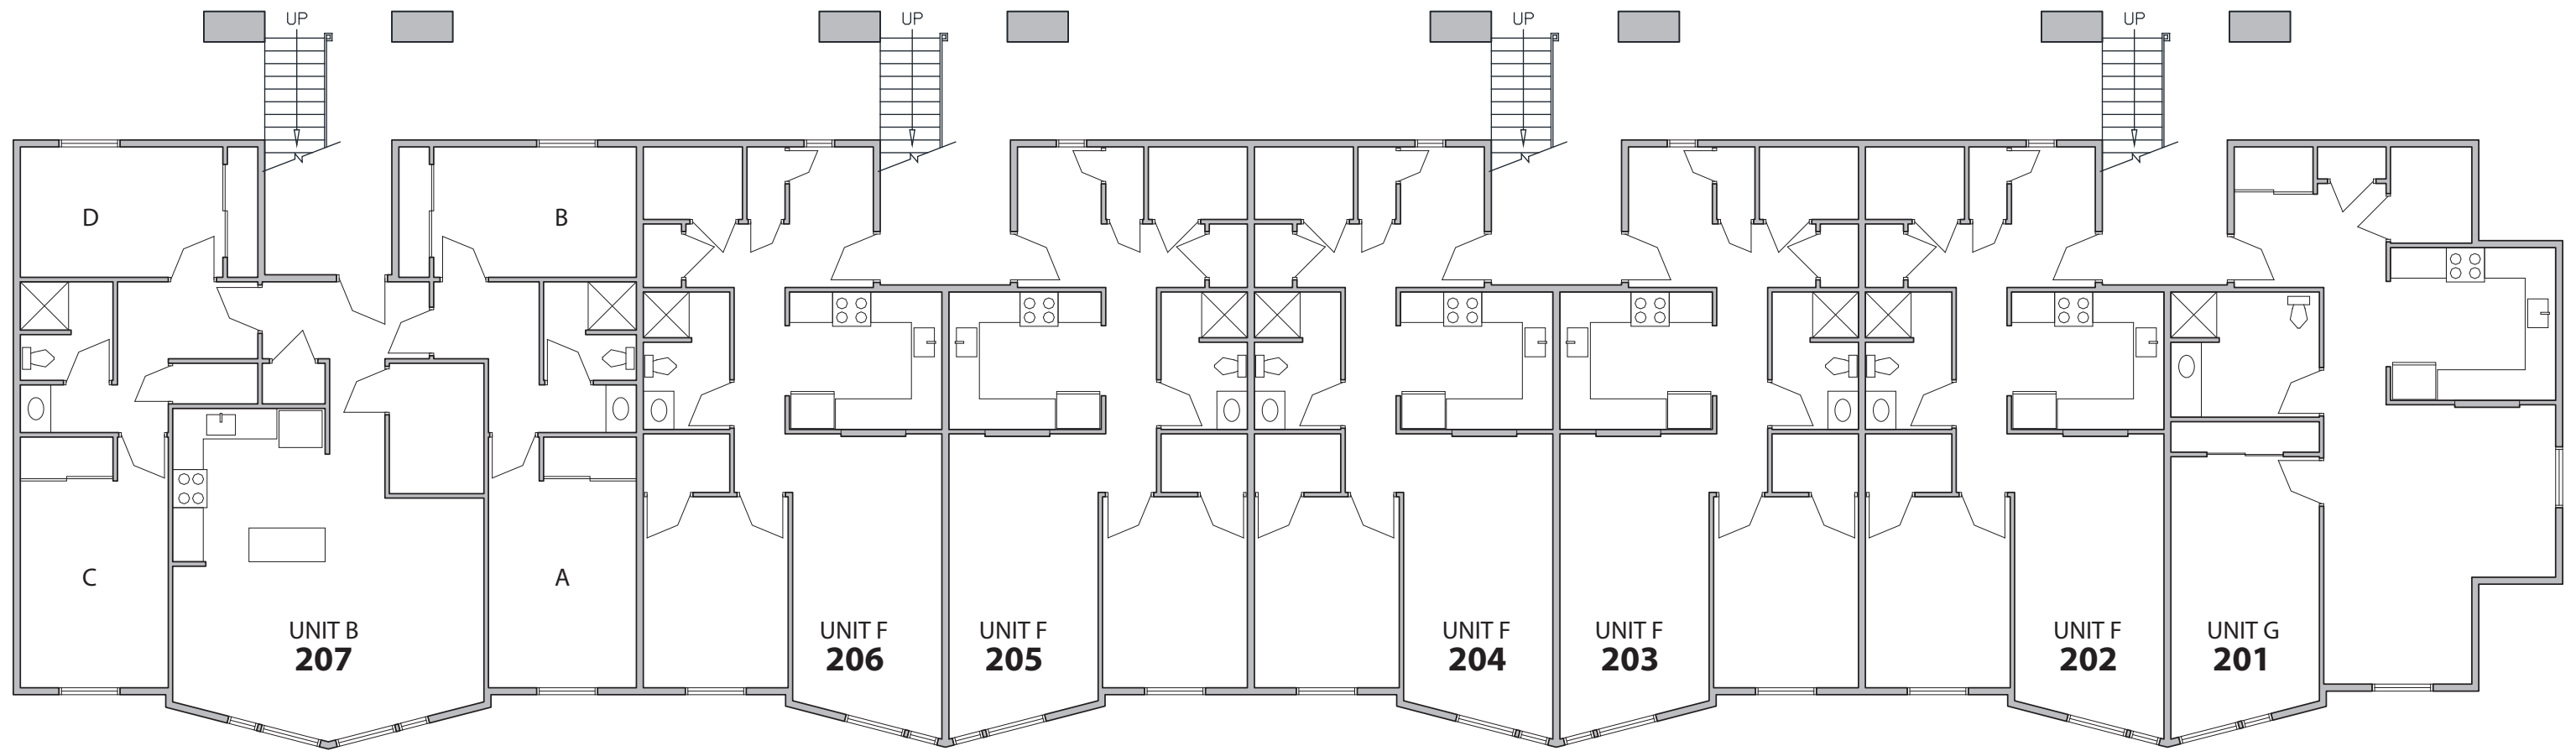 UP
UP
UP
UP
D
B
C
A
UNIT B
207
UNIT F
206
UNIT F
205
UNIT F
204
UNIT F
203
UNIT F
202
UNIT G
201